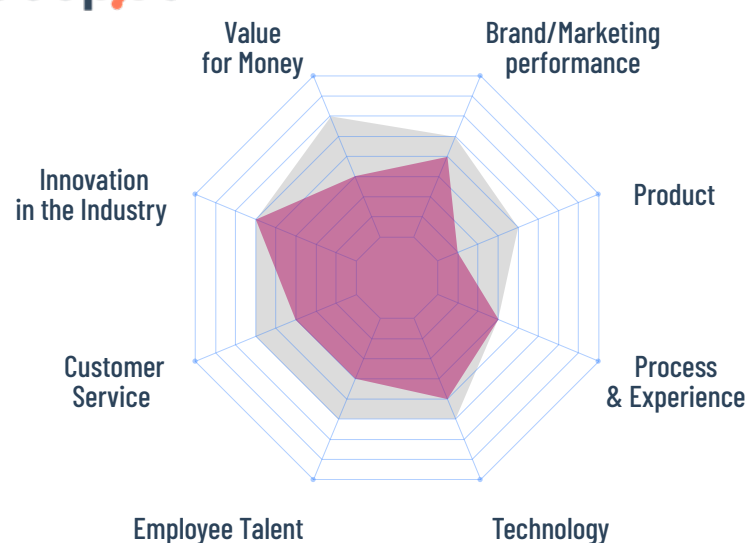 Value
for Money
Brand/Marketing
performance
Innovation
in the Industry
Product
Customer
Service
Process
& Experience
Employee Talent
Technology